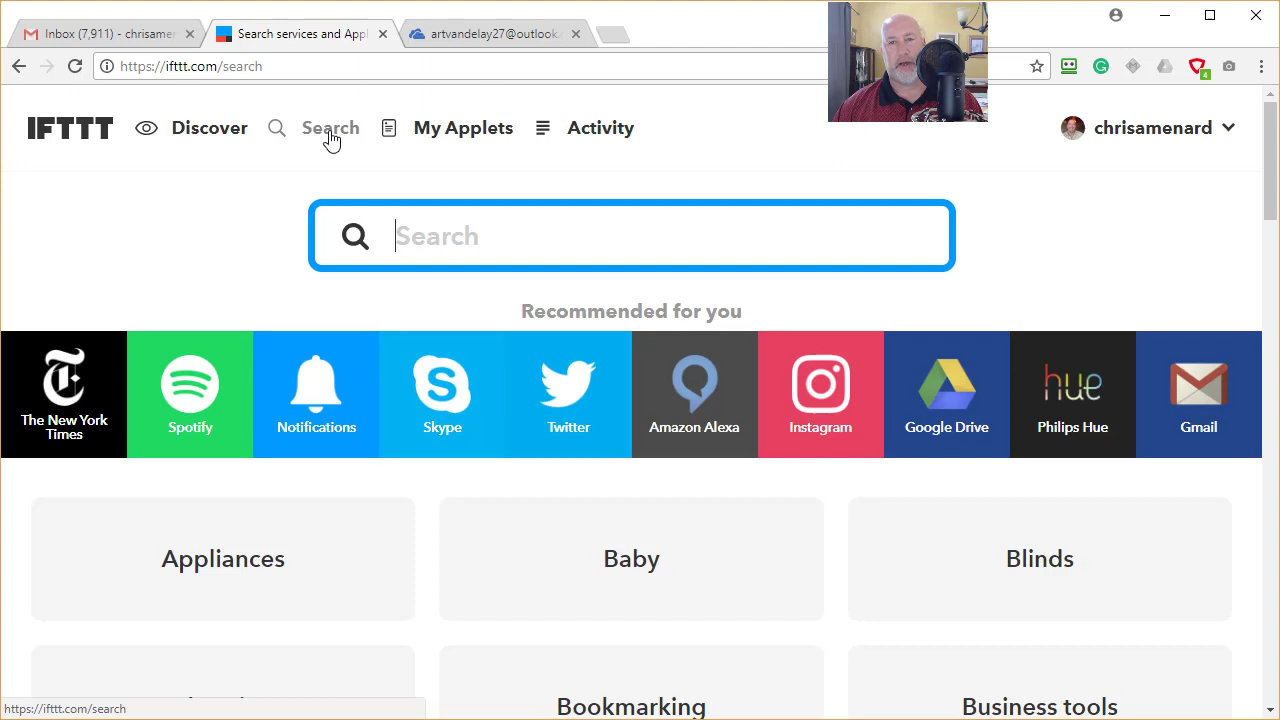 Inbox (7,911) - chrisamer
Search services and Appl
artvandelay27@outlook.
https://ifttt.com/search
4
IFTTT
Discover
Search
My Applets
Activity
chrisamenard
Search
Recommended for you
The New York
Times
Spotify
Notifications
Skype
Twitter
Amazon Alexa
Instagram
Google Drive
hue
Philips Hue
Gmail
Appliances
Baby
Blinds
Bookmarking
Business tools
https://ifttt.com/search